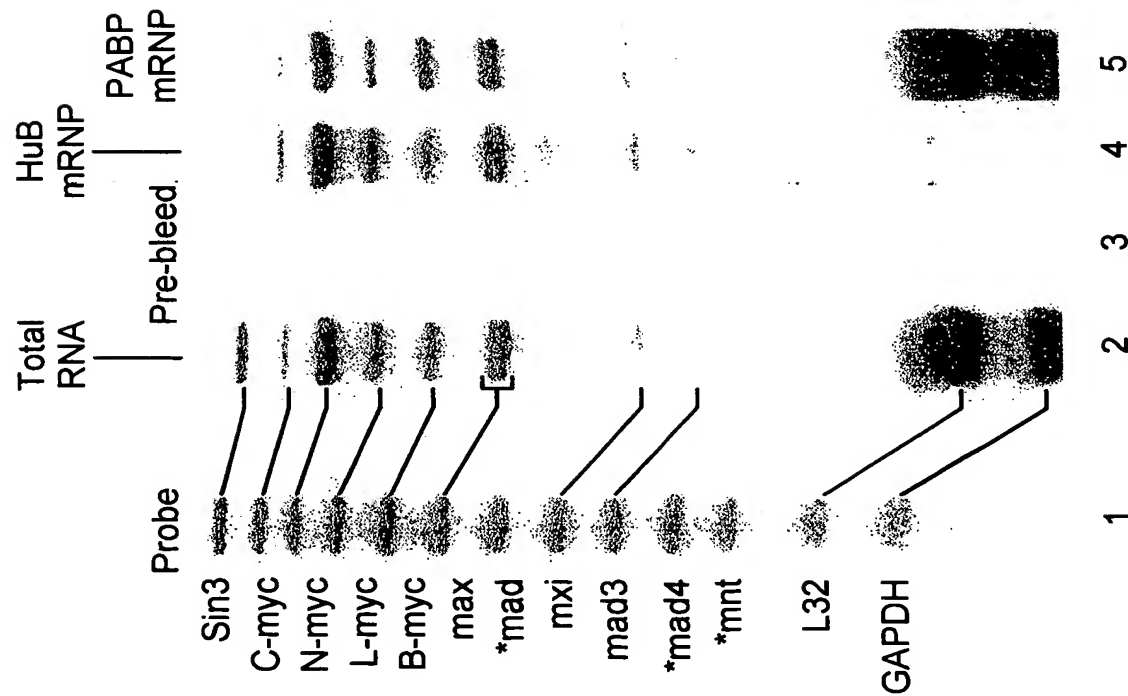 Total
RNA
Pre-bleed
HuB
mRNP
PABP
mRNP
Probe
Sin3
C-myc
N-myc
L-myc
B-myc
max
*mad
mxi
mad3
*mad4
*mnt
L32
GAPDH
1 2 3 4 5